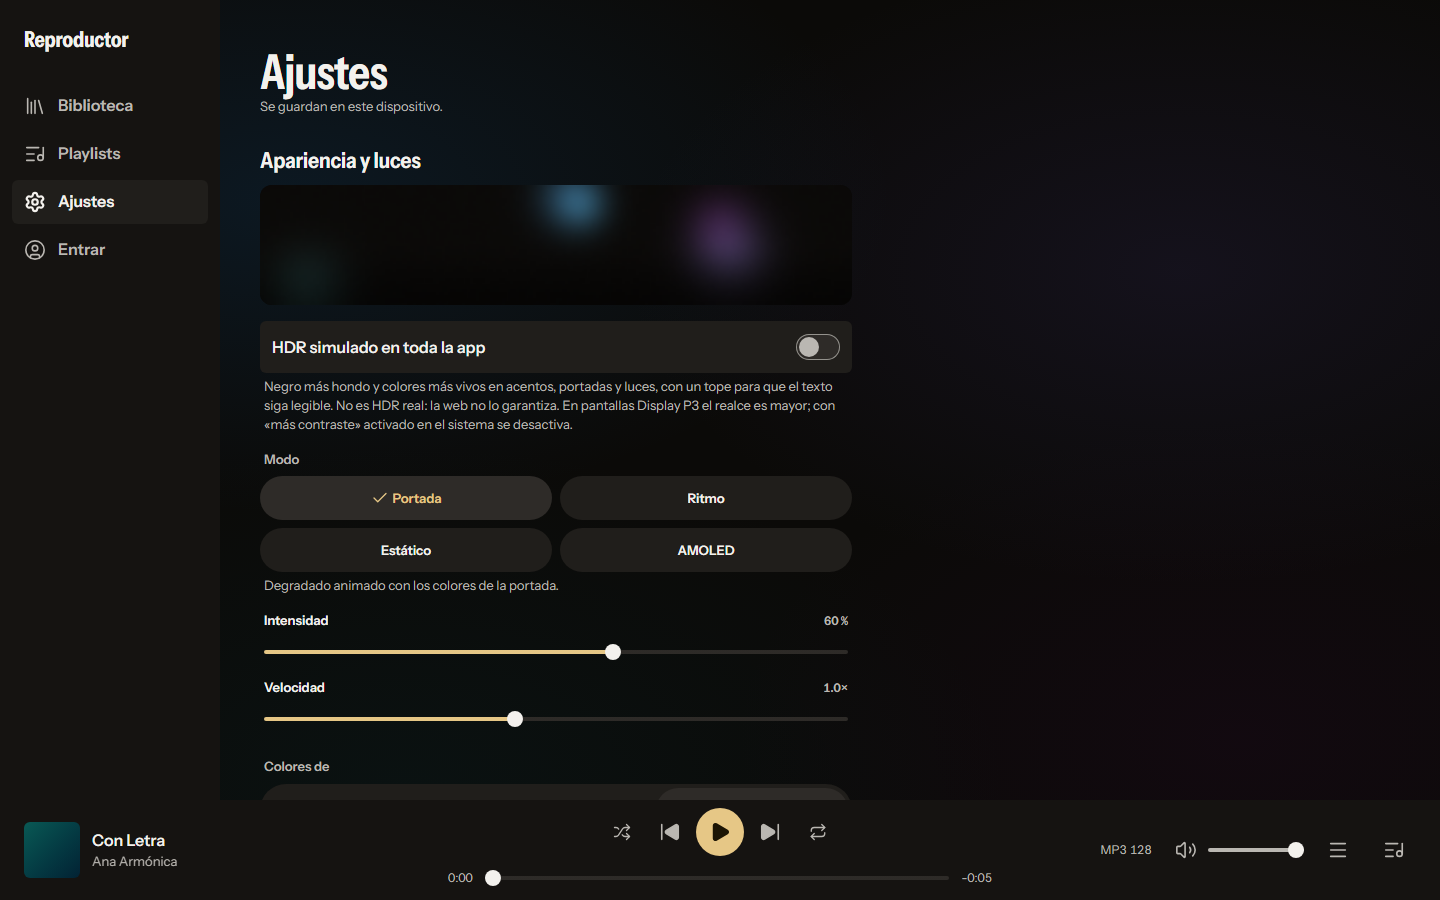 Reproductor
Biblioteca
Playlists
Ajustes
Entrar
Ajustes
Se guardan en este dispositivo.
Apariencia y luces
HDR simulado en toda la app
Negro más hondo y colores más vivos en acentos, portadas y luces, con un tope para que el texto
siga legible. No es HDR real: la web no lo garantiza. En pantallas Display P3 el realce es mayor; con
«más contraste» activado en el sistema se desactiva.
Modo
Portada
Ritmo
Estático
AMOLED
Degradado animado con los colores de la portada.
Intensidad
60 %
Velocidad
1.0×
Colores de
Con Letra
Ana Armónica
0:00
-0:05
MP3 128